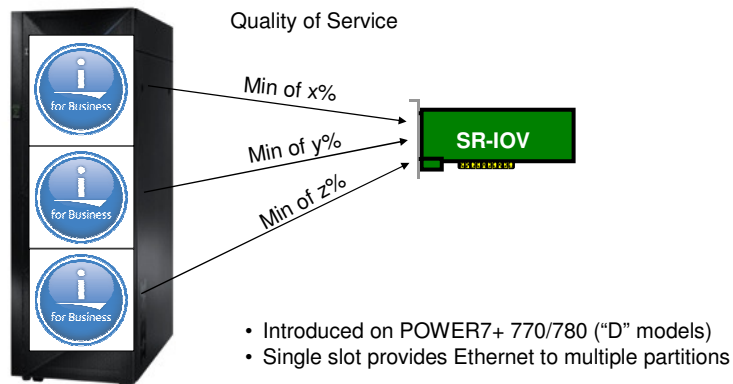 Quality of Service
i
for Business
Min of x%
SR-IOV
i
for Business
Min of y%
i
for Business
Min of z%
• Introduced on POWER7+ 770/780 (“D” models)
• Single slot provides Ethernet to multiple partitions